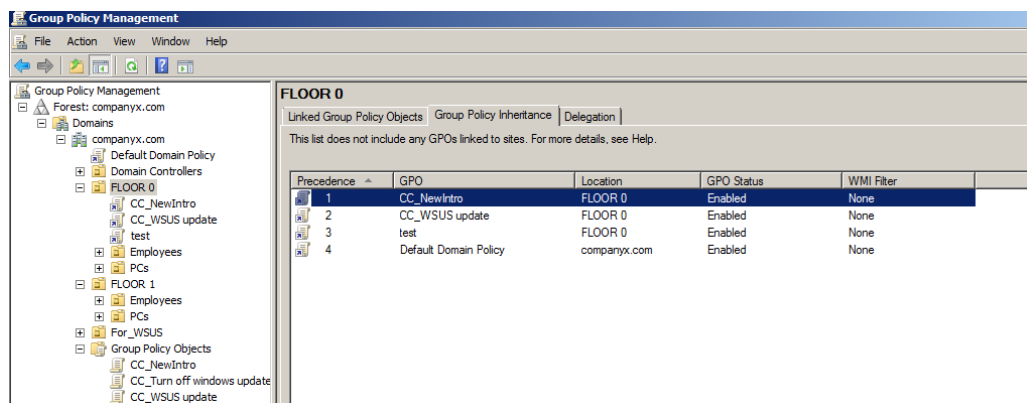 Group Policy Management
File Action View Window Help
Group Policy Management
Forest: companyx.com
Domains
companyx.com
Default Domain Policy
Domain Controllers
FLOOR 0
CC_NewIntro
CC_WSUS update
test
Employees
PCs
FLOOR 1
Employees
PCs
For_WSUS
Group Policy Objects
CC_NewIntro
CC_Turn off windows update
CC_WSUS update
FLOOR 0
Linked Group Policy Objects Group Policy Inheritance Delegation
This list does not include any GPOs linked to sites. For more details, see Help.
Precedence GPO Location GPO Status WMI Filter
1 CC_NewIntro FLOOR 0 Enabled None
2 CC_WSUS update FLOOR 0 Enabled None
3 test FLOOR 0 Enabled None
4 Default Domain Policy companyx.com Enabled None